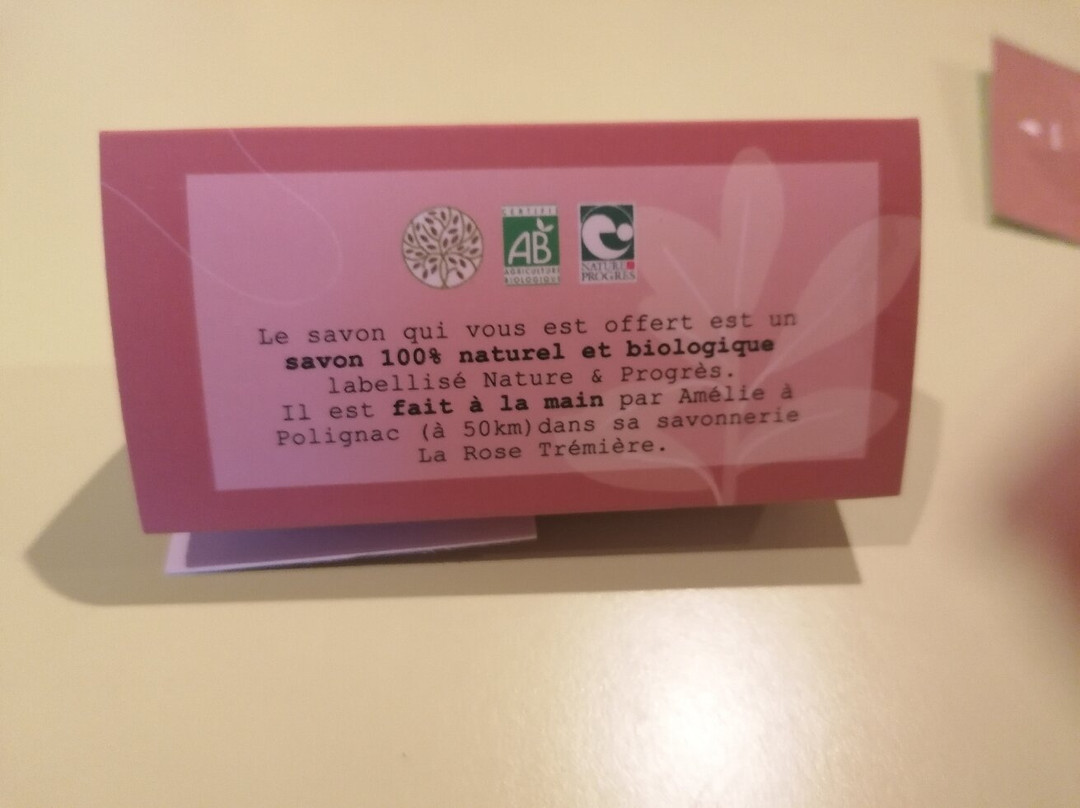 CERTIFIÉ
AB
AGRICULTURE
BIOLOGIQUE
NATURE
PROGRÈS
Le savon qui vous est offert est un
savon 100% naturel et biologique
labellisé Nature & Progrès.
Il est fait à la main par Amélie à
Polignac (à 50km)dans sa savonnerie
La Rose Trémière.